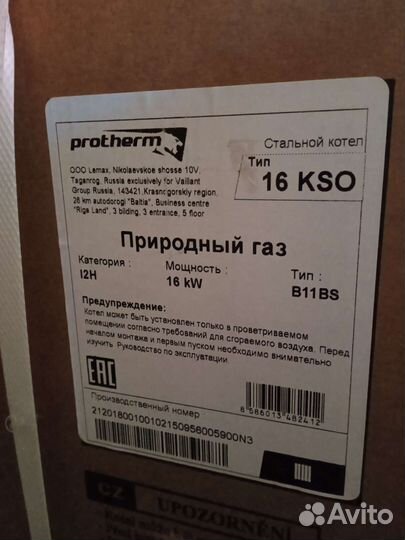 protherm
Стальной котел
Тип
16 KSO
ООО Lemax, Nikolaevskoe shosse 10V,
Taganrog, Russia exclusively for Vaillant
Group Russia, 143421,Krasnogorskiy region,
26 km autodorogi "Baltia", Business centre
"Riga Land", 3 bilding, 3 entrance, 5 floor
Природный газ
Категория : Мощность : Тип :
I2H 16 kW B11BS
Предупреждение:
Котел может быть установлен только в проветриваемом
помещении согласно требований для сгораемого воздуха. Перед
началом монтажа и первым пуском необходимо внимательно
изучить Руководство по эксплуатации
EAC
8 586013 482412
Производственный номер
21201800100102150956005900N3
CZ
UPOZORNĚNÍ
Avito